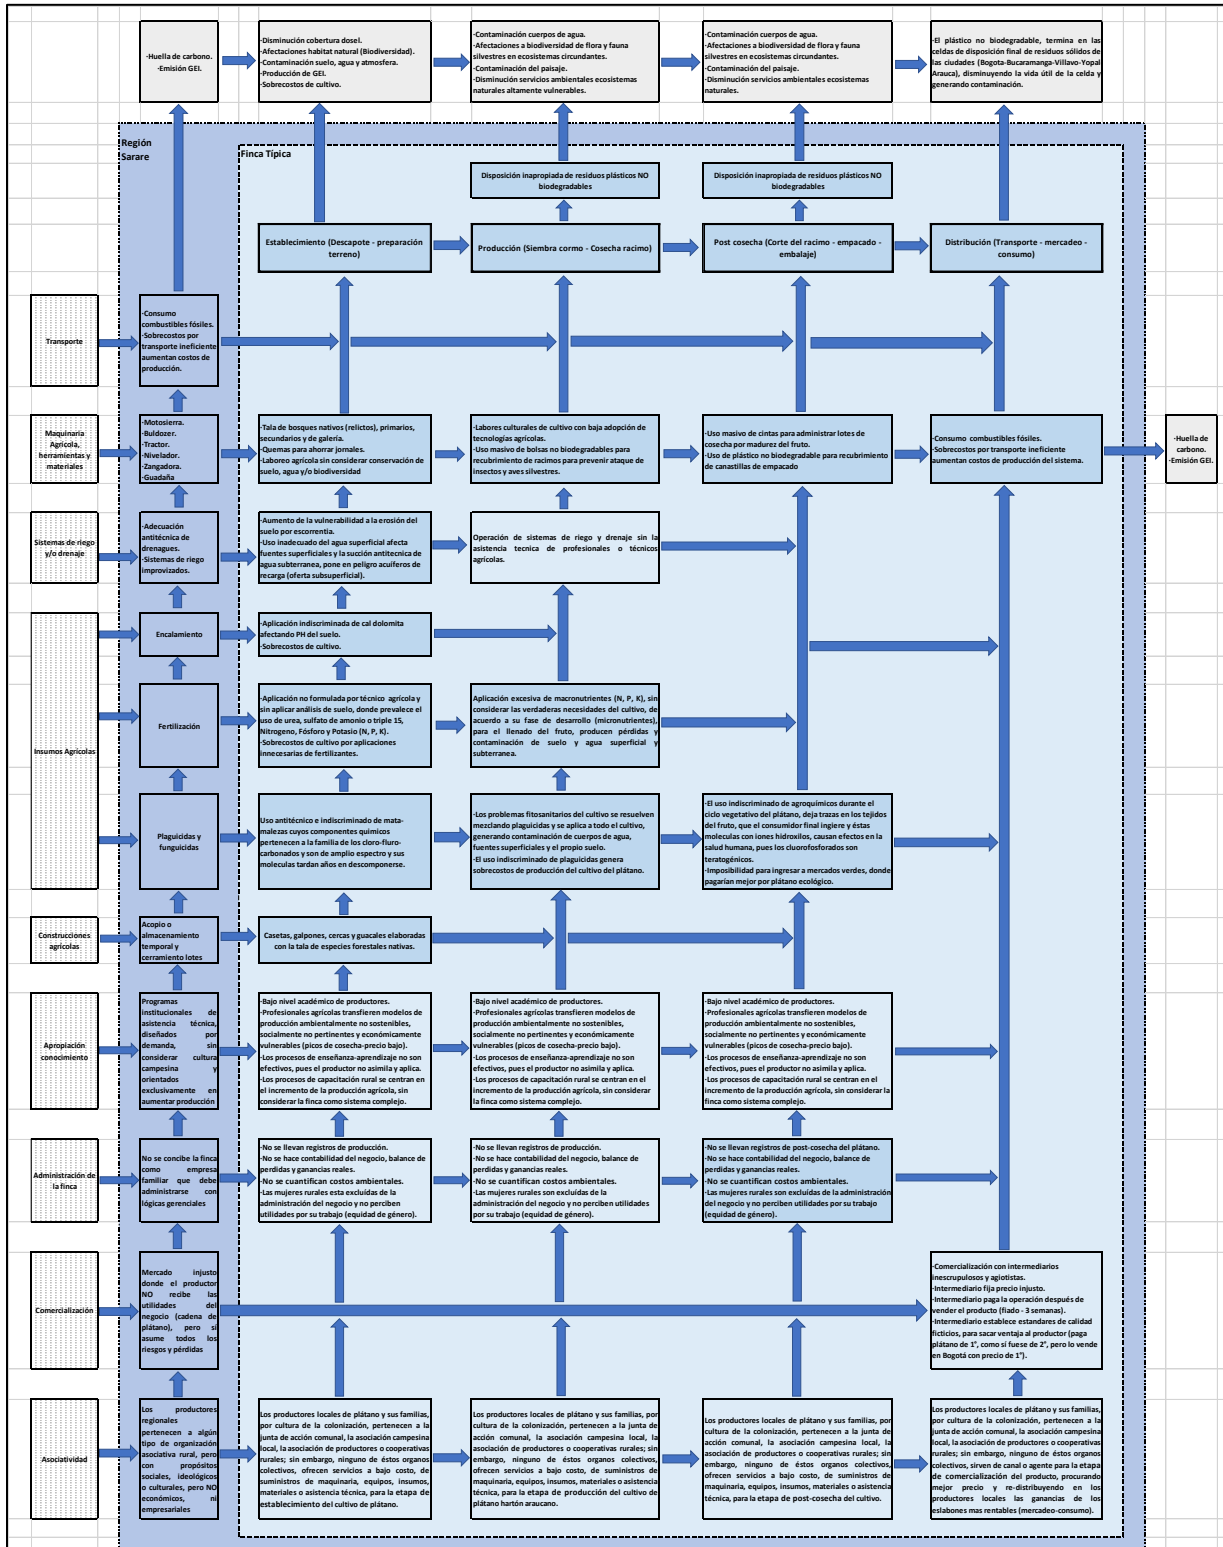 -Huella de carbono.
-Emisión GEI.
-Disminución cobertura dosel.
-Afectaciones habitat natural (Biodiversidad).
-Contaminación suelo, agua y atmosfera.
-Producción de GEI.
-Sobrecostos de cultivo.
-Contaminación cuerpos de agua.
-Afectaciones a biodiversidad de flora y fauna
silvestres en ecosistemas circundantes.
-Contaminación del paisaje.
-Disminución servicios ambientales ecosistemas
naturales altamente vulnerables.
-Contaminación cuerpos de agua.
-Afectaciones a biodiversidad de flora y fauna
silvestres en ecosistemas circundantes.
-Contaminación del paisaje.
-Disminución servicios ambientales ecosistemas
naturales.
-El plástico no biodegradable, termina en las
celdas de disposición final de residuos sólidos de
las ciudades (Bogota-Bucaramanga-Villavo-Yopal
Arauca), disminuyendo la vida útil de la celda y
generando contaminación.
Región
Sarare
Finca Típica
Disposición inapropiada de residuos plásticos NO
biodegradables
Disposición inapropiada de residuos plásticos NO
biodegradables
Establecimiento (Descapote - preparación
terreno)
Producción (Siembra cormo - Cosecha racimo)
Post cosecha (Corte del racimo - empacado -
embalaje)
Distribución (Transporte - mercadeo -
consumo)
Transporte
-Consumo
combustibles fósiles.
-Sobrecostos por
transporte ineficiente
aumentan costos de
producción.
Maquinaria
Agrícola,
herramientas y
materiales
-Motosierra.
-Buldozer.
-Tractor.
-Nivelador.
-Zangadora.
-Guadaña
-Tala de bosques nativos (relictos), primarios,
secundarios y de galería.
-Quemas para ahorrar jornales.
-Laboreo agrícola sin considerar conservación de
suelo, agua y/o biodiversidad
-Labores culturales de cultivo con baja adopción de
tecnologías agrícolas.
-Uso masivo de bolsas no biodegradables para
recubrimiento de racimos para prevenir ataque de
insectos y aves silvestres.
-Uso masivo de cintas para administrar lotes de
cosecha por madurez del fruto.
-Uso de plástico no biodegradable para recubrimiento
de canastillas de empacado
-Consumo combustibles fósiles.
-Sobrecostos por transporte ineficiente
aumentan costos de producción del sistema.
-Huella de
carbono.
-Emisión GEI.
Sistemas de riego
y/o drenaje
-Adecuación
antitécnica de
drenagues.
-Sistemas de riego
improvizados.
-Aumento de la vulnerabilidad a la erosión del
suelo por escorrentia.
-Uso inadecuado del agua superficial afecta
fuentes superficiales y la succión antitecnica de
agua subterranea, pone en peligro acuíferos de
recarga (oferta subsuperficial).
Operación de sistemas de riego y drenaje sin la
asistencia tecnica de profesionales o técnicos
agrícolas.
Insumos Agrícolas
Encalamiento
-Aplicación indiscriminada de cal dolomita
afectando PH del suelo.
-Sobrecostos de cultivo.
Fertilización
-Aplicación no formulada por técnico agrícola y
sin aplicar análisis de suelo, donde prevalece el
uso de urea, sulfato de amonio o triple 15,
Nitrogeno, Fósforo y Potasio (N, P, K).
-Sobrecostos de cultivo por aplicaciones
innecesarias de fertilizantes.
Aplicación excesiva de macronutrientes (N, P, K), sin
considerar las verdaderas necesidades del cultivo, de
acuerdo a su fase de desarrollo (micronutrientes),
para el llenado del fruto, producen pérdidas y
contaminación de suelo y agua superficial y
subterranea.
Plaguicidas y
funguicidas
Uso antitécnico e indiscriminado de mata-
malezas cuyos componentes quimicos
pertenecen a la familia de los cloro-fluro-
carbonados y son de amplio espectro y sus
moleculas tardan años en descomponerse.
-Los problemas fitosanitarios del cultivo se resuelven
mezclando plaguicidas y se aplica a todo el cultivo,
generando contaminación de cuerpos de agua,
fuentes superficiales y el propio suelo.
-El uso indiscriminado de plaguicidas genera
sobrecostos de producción del cultivo del plátano.
-El uso indiscriminado de agroquímicos durante el
ciclo vegetativo del plátano, deja trazas en los tejidos
del fruto, que el consumidor final ingiere y éstas
moleculas con iones hidroxilos, causan efectos en la
salud humana, pues los cluorofosforados son
teratogénicos.
-Imposibilidad para ingresar a mercados verdes, donde
pagarían mejor por plátano ecológico.
Construcciones
agrícolas
Acopio o
almacenamiento
temporal y
cerramiento lotes
Casetas, galpones, cercas y guacales elaboradas
con la tala de especies forestales nativas.
Apropiación
conocimiento
Programas
institucionales de
asistencia técnica,
diseñados por
demanda, sin
considerar cultura
campesina y
orientados
exclusivamente en
aumentar producción
-Bajo nivel académico de productores.
-Profesionales agrícolas transfieren modelos de
producción ambientalmente no sostenibles,
socialmente no pertinentes y económicamente
vulnerables (picos de cosecha-precio bajo).
-Los procesos de enseñanza-aprendizaje no son
efectivos, pues el productor no asimila y aplica.
-Los procesos de capacitación rural se centran en
el incremento de la producción agrícola, sin
considerar la finca como sistema complejo.
-Bajo nivel académico de productores.
-Profesionales agrícolas transfieren modelos de
producción ambientalmente no sostenibles,
socialmente no pertinentes y económicamente
vulnerables (picos de cosecha-precio bajo).
-Los procesos de enseñanza-aprendizaje no son
efectivos, pues el productor no asimila y aplica.
-Los procesos de capacitación rural se centran en el
incremento de la producción agrícola, sin considerar
la finca como sistema complejo.
-Bajo nivel académico de productores.
-Profesionales agrícolas transfieren modelos de
producción ambientalmente no sostenibles,
socialmente no pertinentes y económicamente
vulnerables (picos de cosecha-precio bajo).
-Los procesos de enseñanza-aprendizaje no son
efectivos, pues el productor no asimila y aplica.
-Los procesos de capacitación rural se centran en el
incremento de la producción agrícola, sin considerar la
finca como sistema complejo.
Administración de
la finca
No se concibe la finca
como empresa
familiar que debe
administrarse con
lógicas gerenciales
-No se llevan registros de producción.
-No se hace contabilidad del negocio, balance de
perdidas y ganancias reales.
-No se cuantifican costos ambientales.
-Las mujeres rurales esta excluídas de la
administración del negocio y no perciben
utilidades por su trabajo (equidad de género).
-No se llevan registros de producción.
-No se hace contabilidad del negocio, balance de
perdidas y ganancias reales.
-No se cuantifican costos ambientales.
-Las mujeres rurales son excluídas de la
administración del negocio y no perciben utilidades
por su trabajo (equidad de género).
-No se llevan registros de post-cosecha del plátano.
-No se hace contabilidad del negocio, balance de
perdidas y ganancias reales.
-No se cuantifican costos ambientales.
-Las mujeres rurales son excluídas de la administración
del negocio y no perciben utilidades por su trabajo
(equidad de género).
Comercialización
Mercado injusto
donde el productor
NO recibe las
utilidades del
negocio (cadena de
plátano), pero si
asume todos los
riesgos y pérdidas
-Comercialización con intermediarios
inescrupulosos y agiotistas.
-Intermediario fija precio injusto.
-Intermediario paga la operación después de
vender el producto (fiado - 3 semanas).
-Intermediario establece estandares de calidad
ficticios, para sacar ventaja al productor (paga
plátano de 1°, como sí fuese de 2°, pero lo vende
en Bogotá con precio de 1°).
Asociatividad
Los productores
regionales
pertenecen a algún
tipo de organización
asociativa rural, pero
con propósitos
sociales, ideológicos
o culturales, pero NO
económicos, ni
empresariales
Los productores locales de plátano y sus familias,
por cultura de la colonización, pertenecen a la
junta de acción comunal, la asociación campesina
local, la asociación de productores o cooperativas
rurales; sin embargo, ninguno de éstos organos
colectivos, ofrecen servicios a bajo costo, de
suministros de maquinaria, equipos, insumos,
materiales o asistencia técnica, para la etapa de
establecimiento del cultivo de plátano.
Los productores locales de plátano y sus familias, por
cultura de la colonización, pertenecen a la junta de
acción comunal, la asociación campesina local, la
asociación de productores o cooperativas rurales; sin
embargo, ninguno de éstos organos colectivos,
ofrecen servicios a bajo costo, de suministros de
maquinaria, equipos, insumos, materiales o asistencia
técnica, para la etapa de producción del cultivo de
plátano hartón araucano.
Los productores locales de plátano y sus familias, por
cultura de la colonización, pertenecen a la junta de
acción comunal, la asociación campesina local, la
asociación de productores o cooperativas rurales; sin
embargo, ninguno de éstos organos colectivos,
ofrecen servicios a bajo costo, de suministros de
maquinaria, equipos, insumos, materiales o asistencia
técnica, para la etapa de post-cosecha del cultivo.
Los productores locales de plátano y sus familias,
por cultura de la colonización, pertenecen a la
junta de acción comunal, la asociación campesina
local, la asociación de productores o cooperativas
rurales; sin embargo, ninguno de éstos organos
colectivos, sirven de canal o agente para la etapa
de comercialización del producto, procurando
mejor precio y re-distribuyendo en los
productores locales las ganancias de los
eslabones mas rentables (mercadeo-consumo).